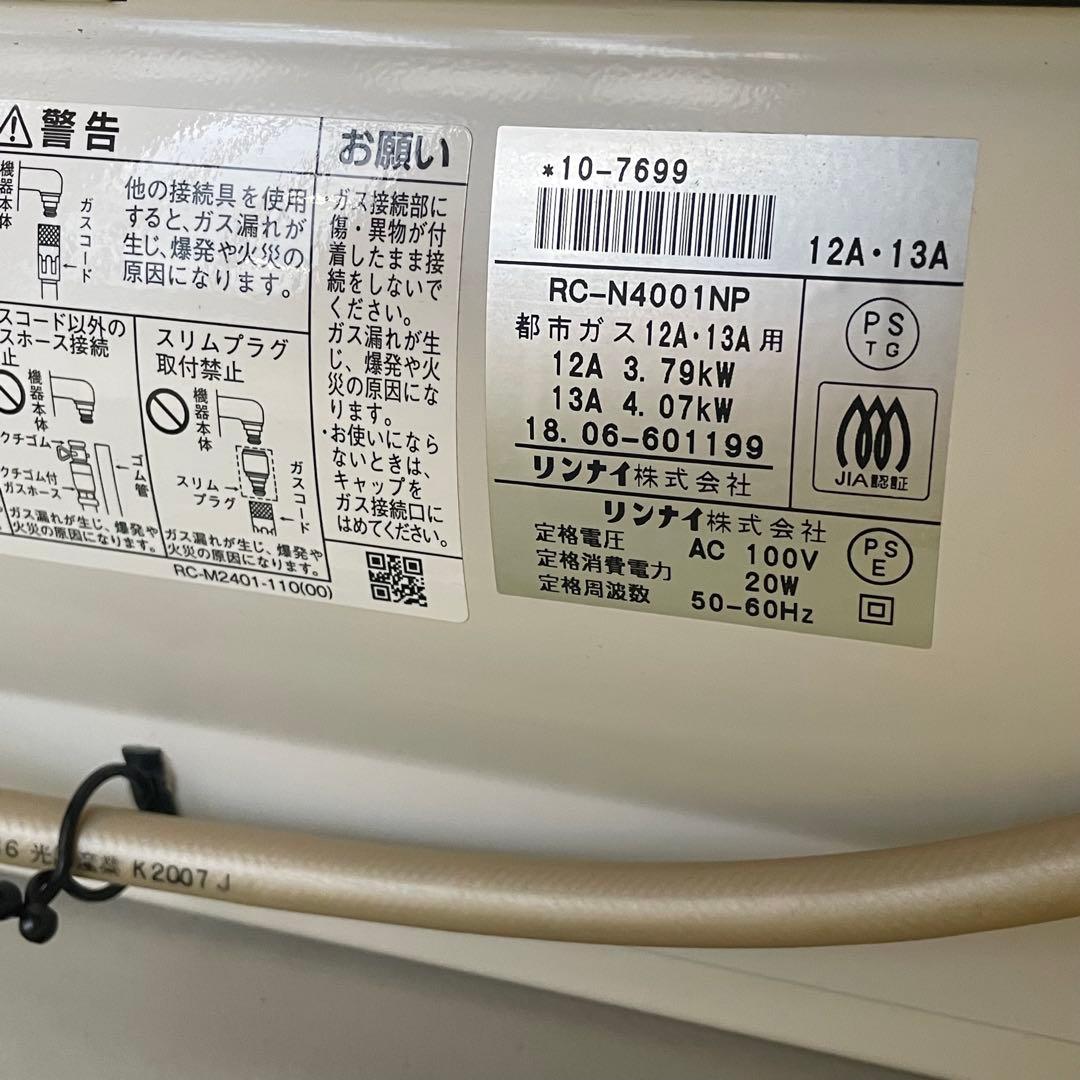 警告
機器本体
ガスコード
他の接続具を使用
すると、ガス漏れが
生じ、爆発や火災の
原因になります。
スコード以外の
スホース接続
止
機器本体
ゴム管
ガスホース
ガス漏れが生じ、爆発や
火災の原因になります。
スリムプラグ
取付禁止
機器本体
スリム
プラグ
ガスコード
ガス漏れが生じ、爆発や
火災の原因になります。
RC-M2401-110(00)
お願い
・ガス接続部に
傷・異物が付
着したまま接
続をしないで
ください。
ガス漏れが生
じ、爆発や火
災の原因にな
ります。
・お使いになら
ないときは、
キャップを
ガス接続口に
はめてください。
*10-7699
12A・13A
RC-N4001NP
都市ガス12A・13A用
12A 3.79kW
13A 4.07kW
18.06-601199
リンナイ株式会社
PS
TG
JIA認証
リンナイ株式会社
定格電圧 AC 100V
定格消費電力 20W
定格周波数 50-60Hz
PS
E
16 光 産業 K2007J